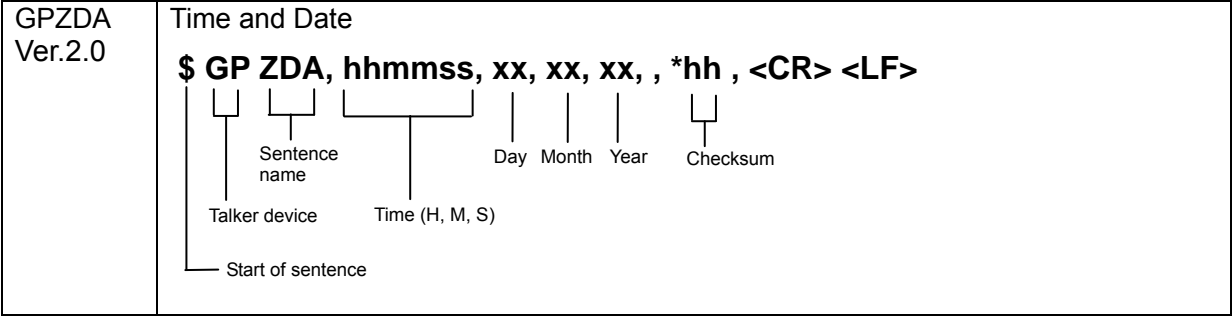 GPZDA
Ver.2.0
Time and Date
$ GP ZDA, hhmmss, xx, xx, xx, , *hh , <CR> <LF>
Sentence
name
Day Month Year Checksum
Talker device Time (H, M, S)
Start of sentence